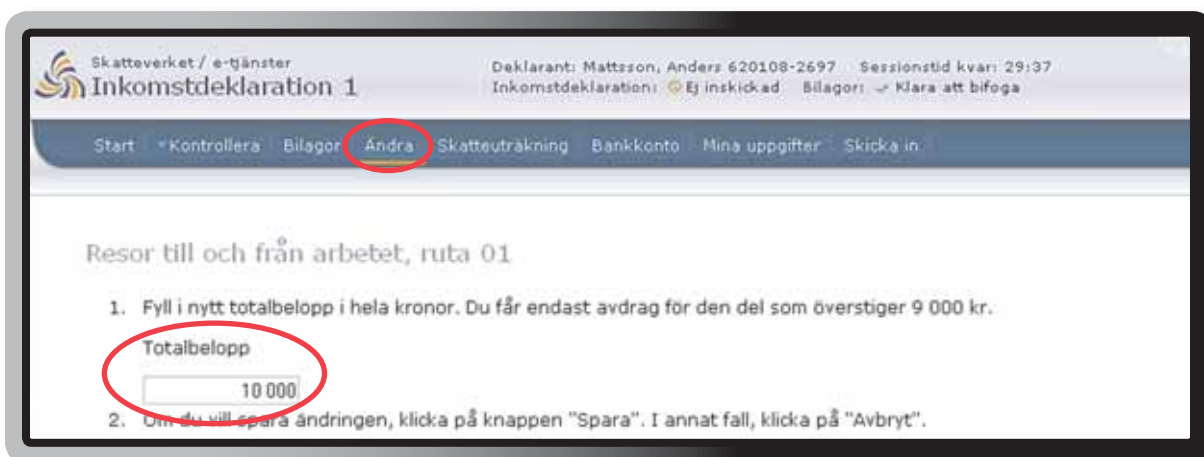 Skatteverket / e-tjänster
Inkomstdeklaration 1
Deklarant: Mattsson, Anders 620108-2697 Sessionstid kvar: 29:37
Inkomstdeklaration: Ej inskickad Bilagor: Klara att bifoga
Start Kontrollera Bilagor Ändra Skatteuträkning Bankkonto Mina uppgifter Skicka in
Resor till och från arbetet, ruta 01
1. Fyll i nytt totalbelopp i hela kronor. Du får endast avdrag för den del som överstiger 9 000 kr.
Totalbelopp
10 000
2. Om du vill spara ändringen, klicka på knappen "Spara". I annat fall, klicka på "Avbryt".